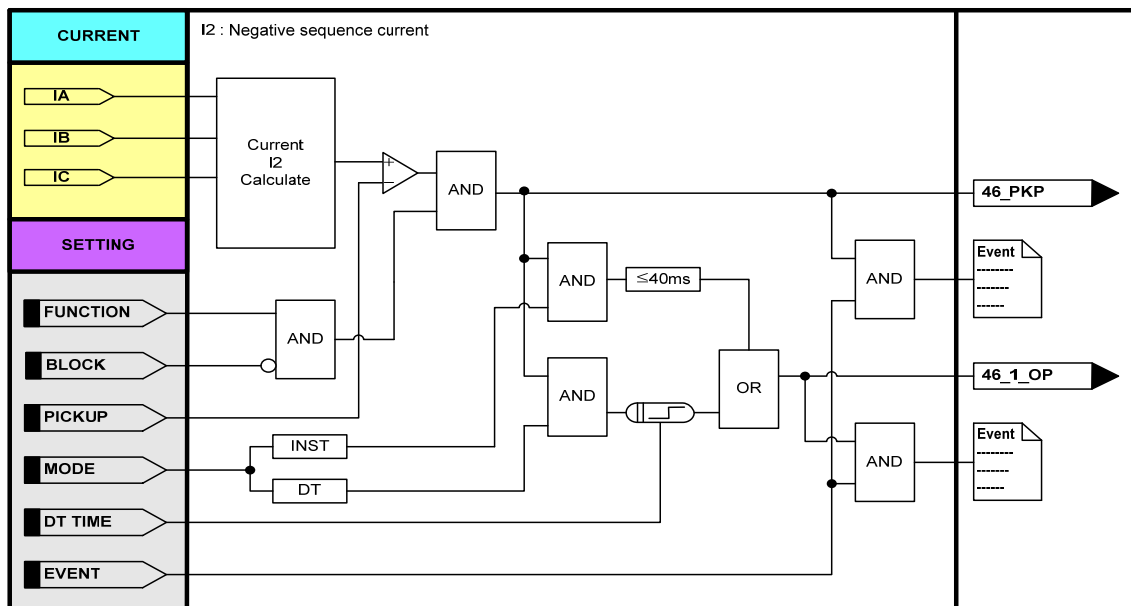 CURRENT
I2 : Negative sequence current
IA
IB
IC
Current
I2
Calculate
+
−
AND
46_PKP
SETTING
Event
AND
AND
≤40ms
FUNCTION
AND
BLOCK
OR
46_1_OP
AND
PICKUP
Event
INST
AND
MODE
DT
DT TIME
EVENT